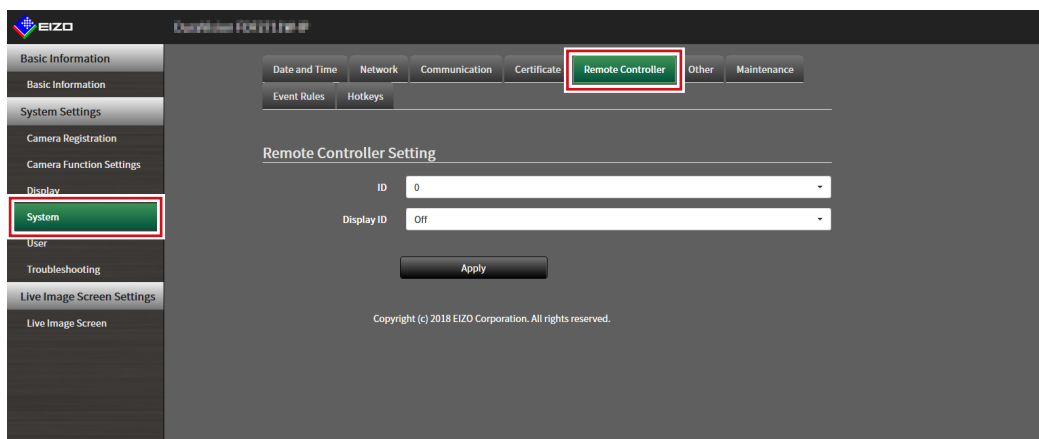 EIZO
Basic Information
Basic Information
System Settings
Camera Registration
Camera Function Settings
Display
System
User
Troubleshooting
Live Image Screen Settings
Live Image Screen
Date and Time Network Communication Certificate Remote Controller Other Maintenance
Event Rules Hotkeys
Remote Controller Setting
ID 0
Display ID Off
Apply
Copyright (c) 2018 EIZO Corporation. All rights reserved.